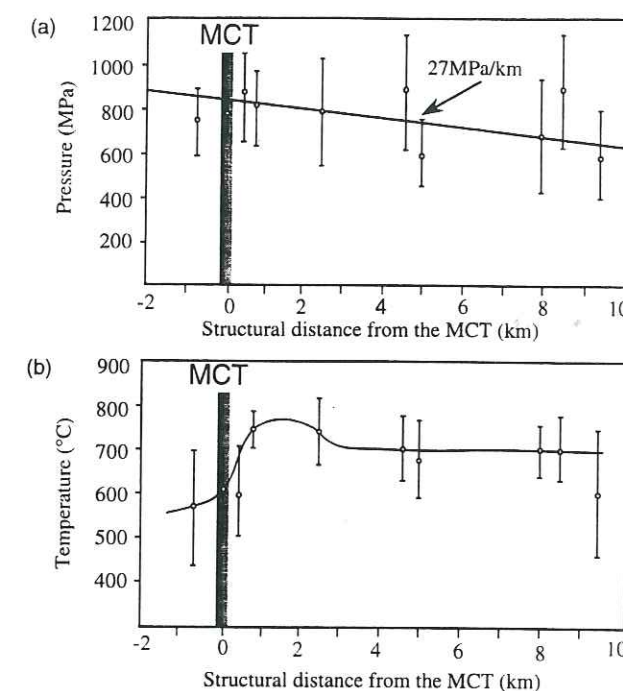 (a)
MCT
1200
1000
800
600
400
200
Pressure (MPa)
27MPa/km
-2 0 2 4 6 8 10
Structural distance from the MCT (km)
(b)
MCT
900
800
700
600
500
400
Temperature (°C)
-2 0 2 4 6 8 10
Structural distance from the MCT (km)